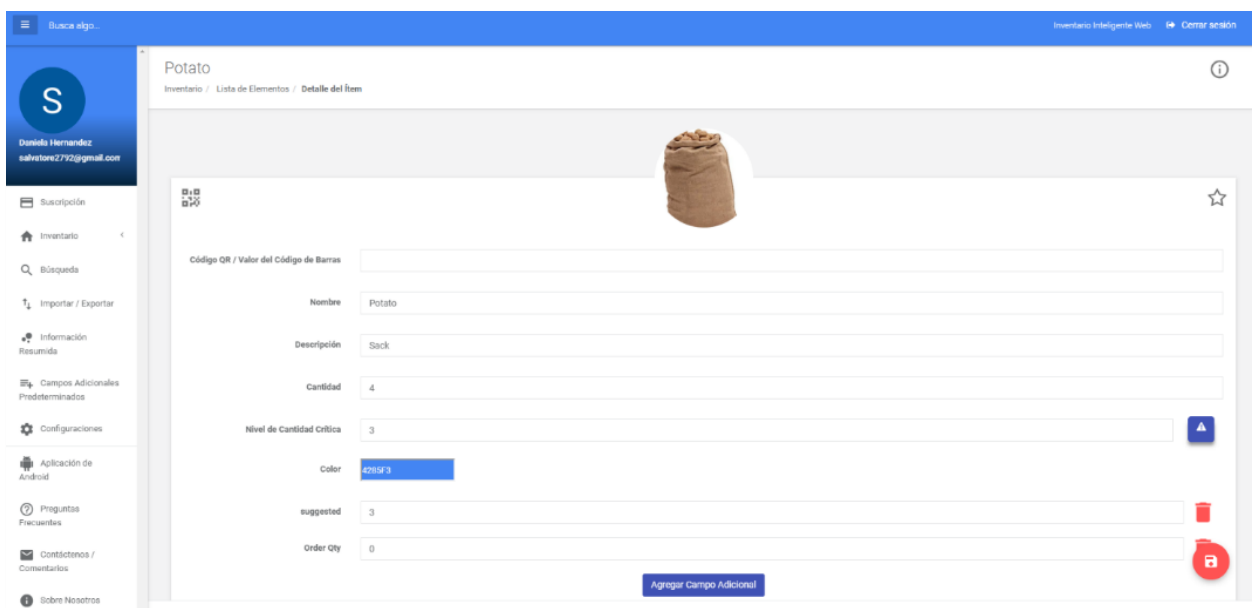 Busca algo...
Inventario Inteligente Web
Cerrar sesión
S
Daniela Hernandez
salvatore2792@gmail.com
Suscripción
Inventario
Búsqueda
Importar / Exportar
Información
Resumida
Campos Adicionales
Predeterminados
Configuraciones
Aplicación de
Android
Preguntas
Frecuentes
Contáctenos /
Comentarios
Sobre Nosotros
Potato
Inventario / Lista de Elementos / Detalle del Ítem
Código QR / Valor del Código de Barras
Nombre Potato
Descripción Sack
Cantidad 4
Nivel de Cantidad Crítica 3
Color 4285F3
suggested 3
Order Qty 0
Agregar Campo Adicional